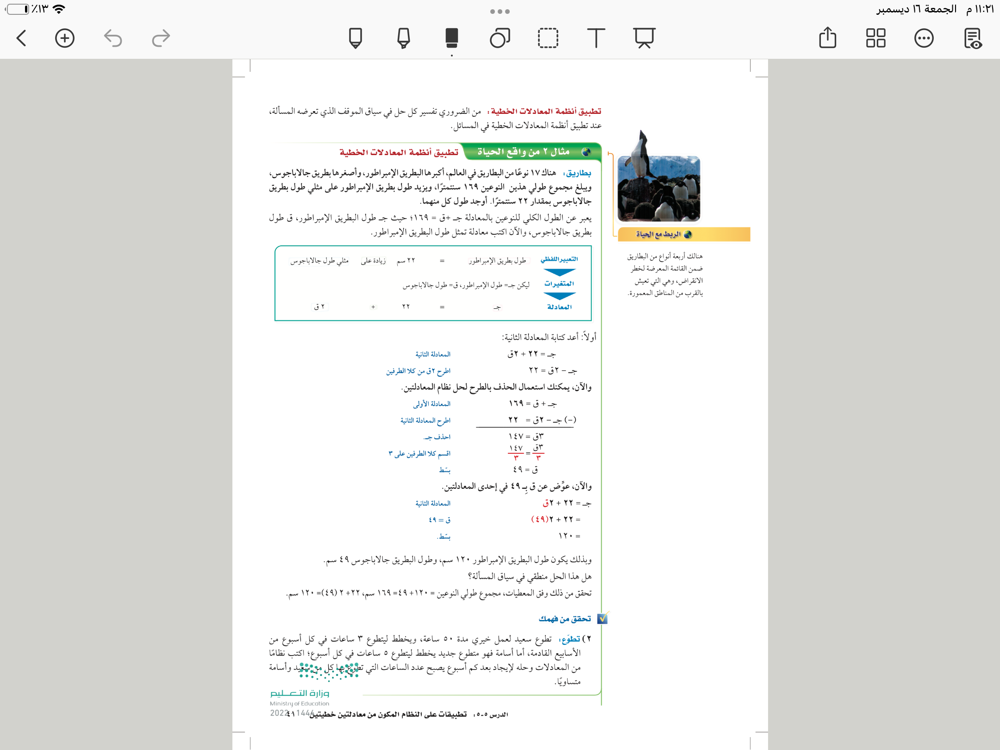 ١١:٢١ م الجمعة ١٦ ديسمبر
٪١٣
تطبيق أنظمة المعادلات الخطية: من الضروري تفسير كل حل في سياق الموقف الذي تعرضه المسألة،
عند تطبيق أنظمة المعادلات الخطية في المسائل.
مثال ٢ من واقع الحياة تطبيق أنظمة المعادلات الخطية
بطاريق: هناك ١٧ نوعًا من البطاريق في العالم، أكبرها البطريق الإمبراطور، وأصغرها بطريق جالاباجوس،
ويبلغ مجموع طولي هذين النوعين ١٦٩ سنتمترًا، ويزيد طول بطريق الإمبراطور على مثلي طول بطريق
جالاباجوس بمقدار ٢٢ سنتمترًا. أوجد طول كل منهما.
يعبر عن الطول الكلي للنوعين بالمعادلة جـ +ق = ١٦٩؛ حيث جـ طول البطريق الإمبراطور، ق طول
بطريق جالاباجوس، والآن اكتب معادلة تمثل طول البطريق الإمبراطور.
الربط مع الحياة
هنالك أربعة أنواع من البطاريق
ضمن القائمة المعرضة لخطر
الانقراض، وهي التي تعيش
بالقرب من المناطق المعمورة.
التعبير اللفظي طول بطريق الإمبراطور = ٢٢ سم زيادة على مثلي طول جالاباجوس
المتغيرات ليكن جـ= طول الإمبراطور، ق= طول جالاباجوس
المعادلة جـ = ٢٢ + ٢ ق
أولاً: أعد كتابة المعادلة الثانية:
جـ = ٢٢ + ٢ق المعادلة الثانية
جـ – ٢ق = ٢٢ اطرح ٢ق من كلا الطرفين
والآن، يمكنك استعمال الحذف بالطرح لحل نظام المعادلتين.
جـ + ق = ١٦٩ المعادلة الأولى
(–) جـ – ٢ق = ٢٢ اطرح المعادلة الثانية
٣ق = ١٤٧ احذف جـ.
٣ق/٣ = ١٤٧/٣ اقسم كلا الطرفين على ٣
ق = ٤٩ بسّط
والآن، عوِّض عن ق بِـ ٤٩ في إحدى المعادلتين.
جـ = ٢٢ + ٢ق المعادلة الثانية
= ٢٢ + ٢(٤٩) ق = ٤٩
= ١٢٠ بسّط.
وبذلك يكون طول البطريق الإمبراطور ١٢٠ سم، وطول البطريق جالاباجوس ٤٩ سم.
هل هذا الحل منطقي في سياق المسألة؟
تحقق من ذلك وفق المعطيات، مجموع طولي النوعين = ١٢٠+ ٤٩= ١٦٩ سم، ٢٢+ ٢ (٤٩)= ١٢٠ سم.
تحقق من فهمك
٢) تطوّع: تطوع سعيد لعمل خيري مدة ٥٠ ساعة، ويخطط ليتطوع ٣ ساعات في كل أسبوع من
الأسابيع القادمة، أما أسامة فهو متطوع جديد يخطط ليتطوع ٥ ساعات في كل أسبوع؛ اكتب نظامًا
من المعادلات وحله لإيجاد بعد كم أسبوع يصبح عدد الساعات التي تطوع بها كل من سعيد وأسامة
متساويًا.
وزارة التعليم
Ministry of Education
2022 - 1444
الدرس ٥-٥: تطبيقات على النظام المكون من معادلتين خطيتين ٤١